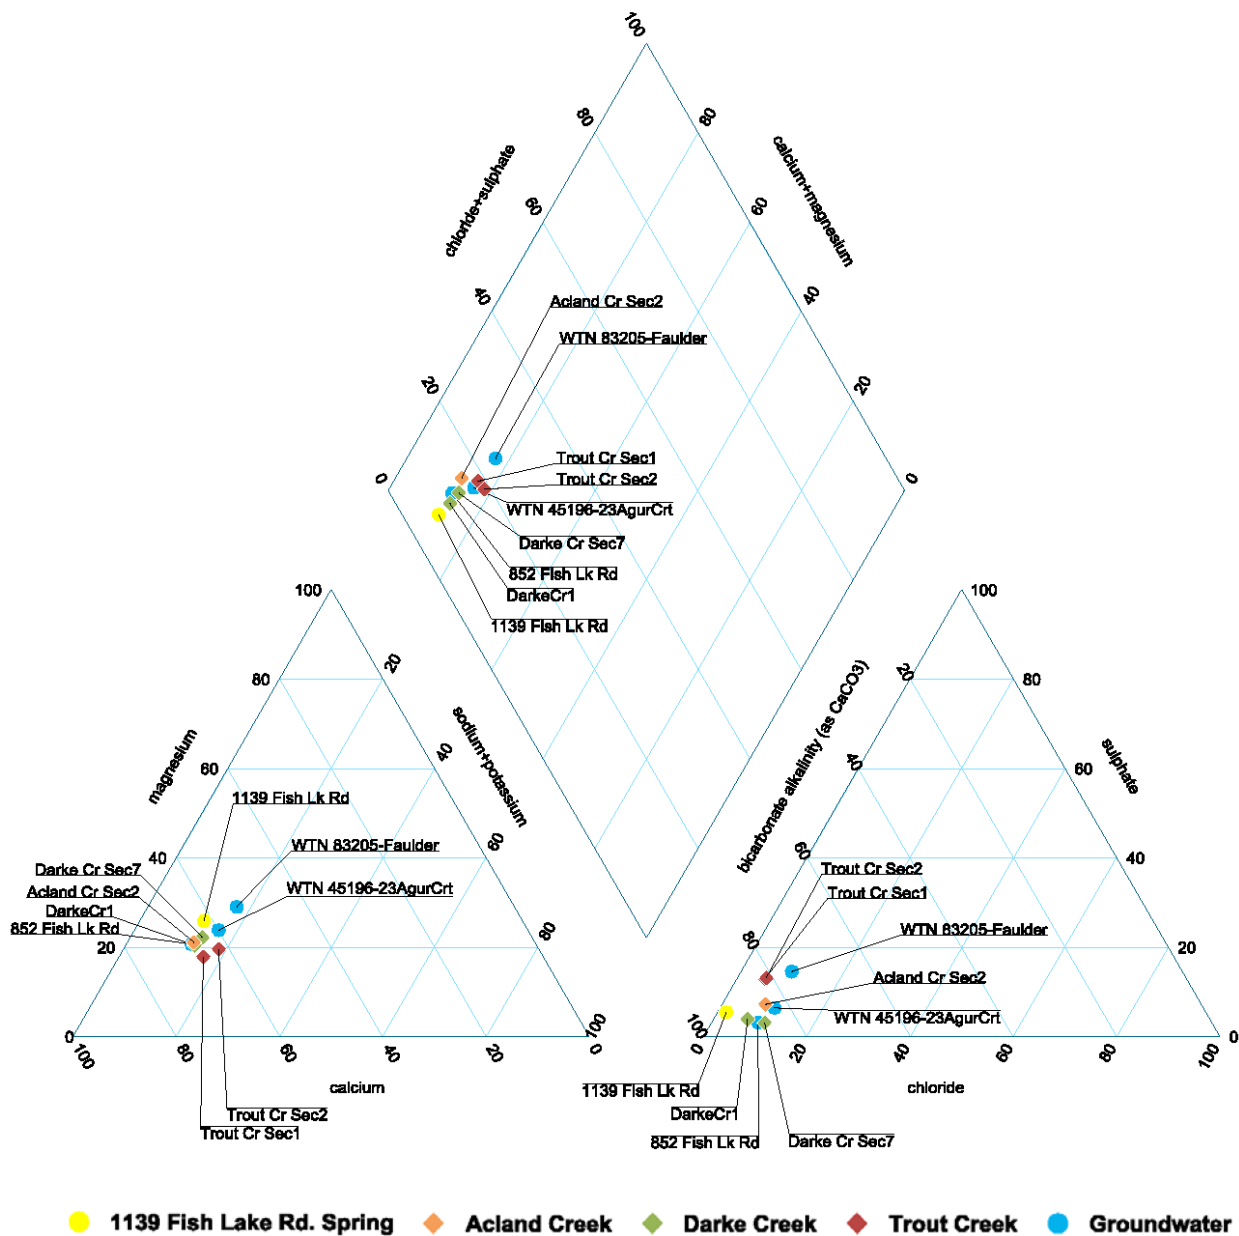 100
80
80
chloride+sulphate
calcium+magnesium
60
60
40
40
Acland Cr Sec2
WTN 83205-Faulder
20
20
0
0
Trout Cr Sec1
Trout Cr Sec2
WTN 45196-23AgurCrt
Darke Cr Sec7
852 Fish Lk Rd
DarkeCr1
1139 Fish Lk Rd
100
80
20
magnesium
sodium+potassium
60
40
1139 Fish Lk Rd
WTN 83205-Faulder
40
60
Darke Cr Sec7
Acland Cr Sec2
WTN 45196-23AgurCrt
DarkeCr1
852 Fish Lk Rd
20
80
0
100
100
80
60
40
20
0
calcium
Trout Cr Sec2
Trout Cr Sec1
100
bicarbonate alkalinity (as CaCO3)
20
80
sulphate
40
60
60
40
Trout Cr Sec2
Trout Cr Sec1
80
WTN 83205-Faulder
20
Acland Cr Sec2
WTN 45196-23AgurCrt
100
0
0
20
40
60
80
100
1139 Fish Lk Rd
chloride
DarkeCr1
852 Fish Lk Rd
Darke Cr Sec7
1139 Fish Lake Rd. Spring Acland Creek Darke Creek Trout Creek Groundwater